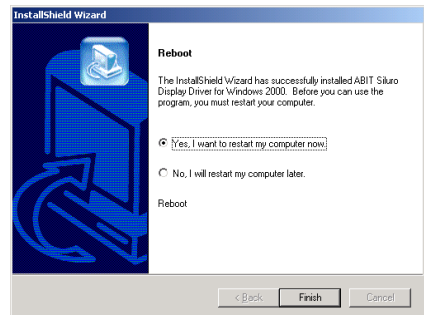 InstallShield Wizard
Reboot
The InstallShield Wizard has successfully installed ABIT Siluro
Display Driver for Windows 2000. Before you can use the
program, you must restart your computer.
Yes, I want to restart my computer now.
No, I will restart my computer later.
Reboot
< Back Finish Cancel